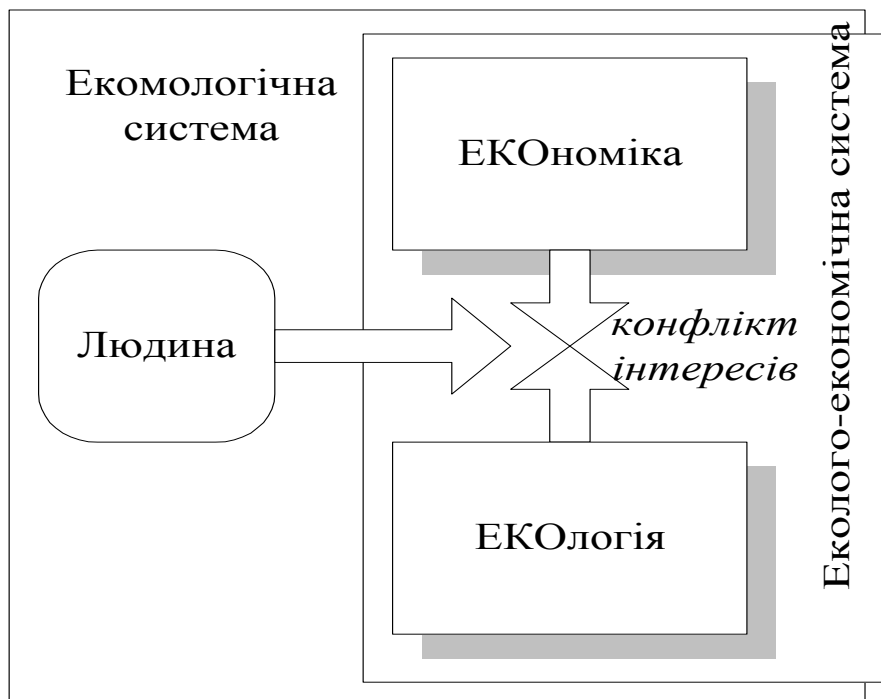 Екомологічна
система
ЕКОноміка
Людина
конфлікт
інтересів
ЕКОлогія
Еколого-економічна система